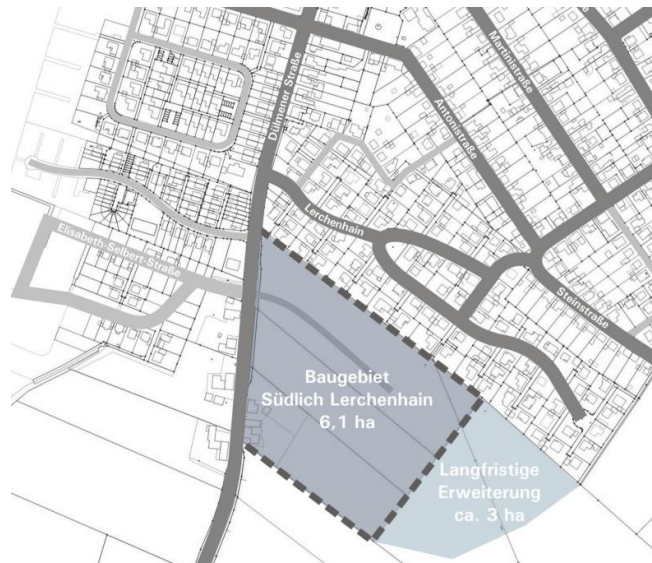 Martinistraße
Dülmener Straße
Antonistraße
Lerchenhain
Elisabeth-Selbert-Straße
Steinstraße
Baugebiet
Südlich Lerchenhain
6,1 ha
Langfristige
Erweiterung
ca. 3 ha